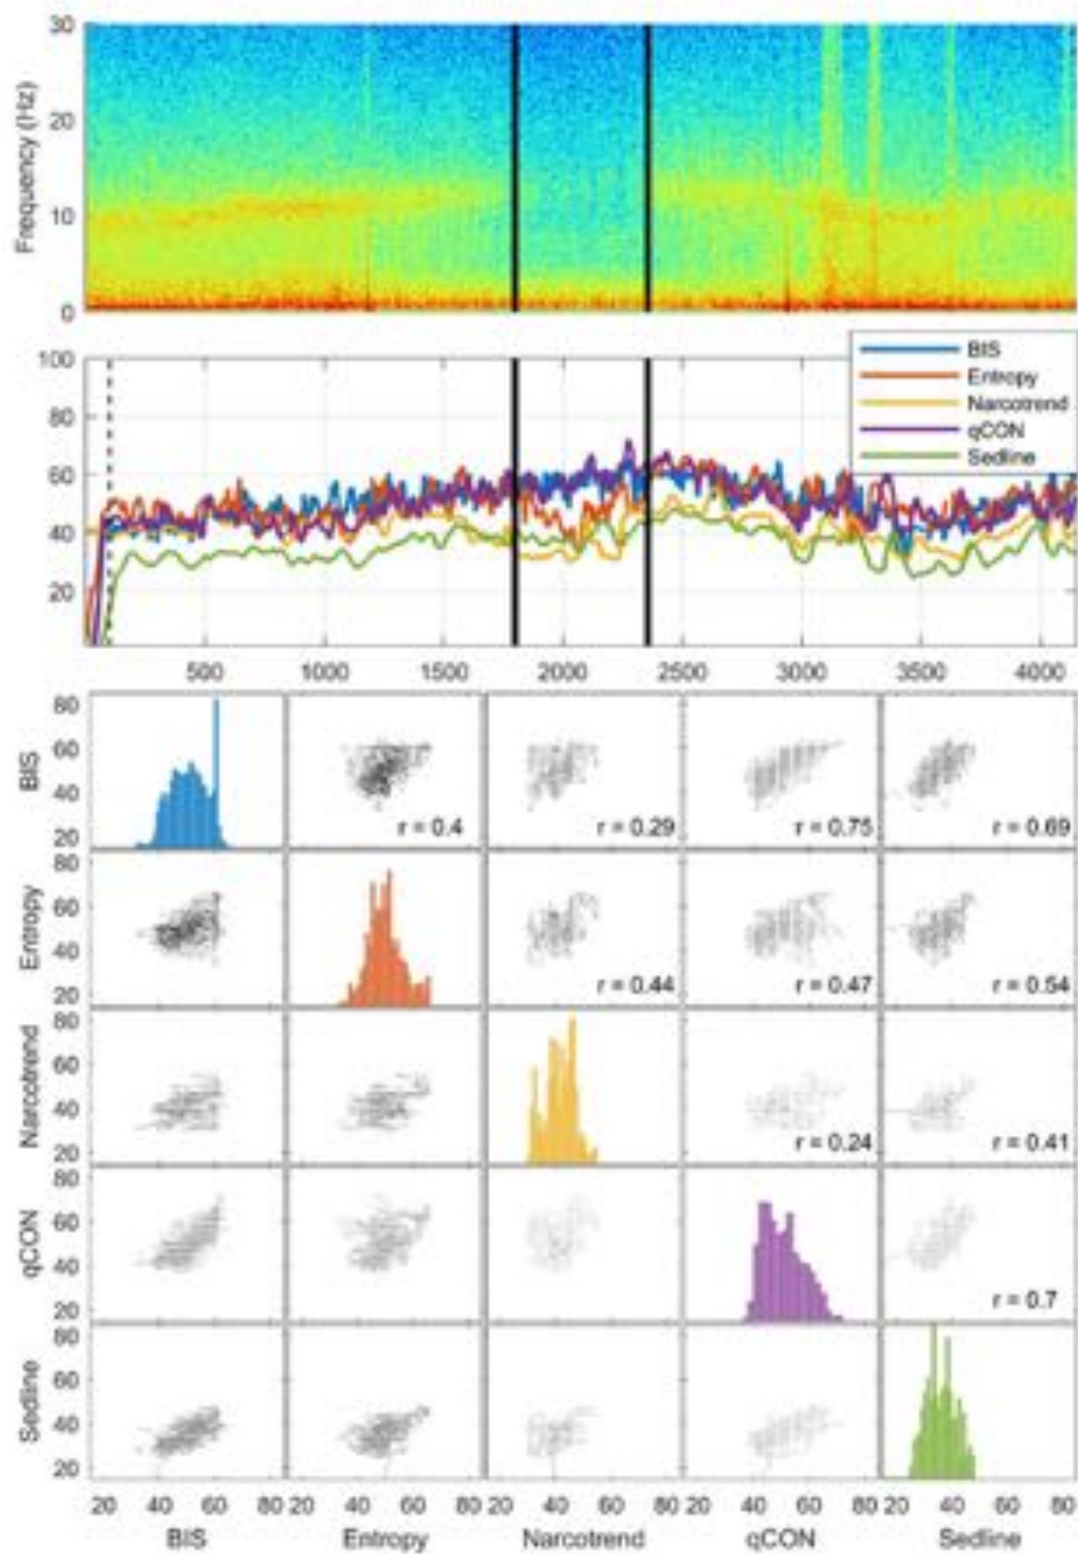 30
20
10
0
Frequency (Hz)
100
80
60
40
20
BIS
Entropy
Narcotrend
qCON
Sedline
500 1000 1500 2000 2500 3000 3500 4000
BIS
80
60
40
20
r = 0.4 r = 0.29 r = 0.75 r = 0.69
Entropy
80
60
40
20
r = 0.44 r = 0.47 r = 0.54
Narcotrend
80
60
40
20
r = 0.24 r = 0.41
qCON
80
60
40
20
r = 0.7
Sedline
80
60
40
20
20 40 60 80 20 40 60 80 20 40 60 80 20 40 60 80 20 40 60 80
BIS Entropy Narcotrend qCON Sedline